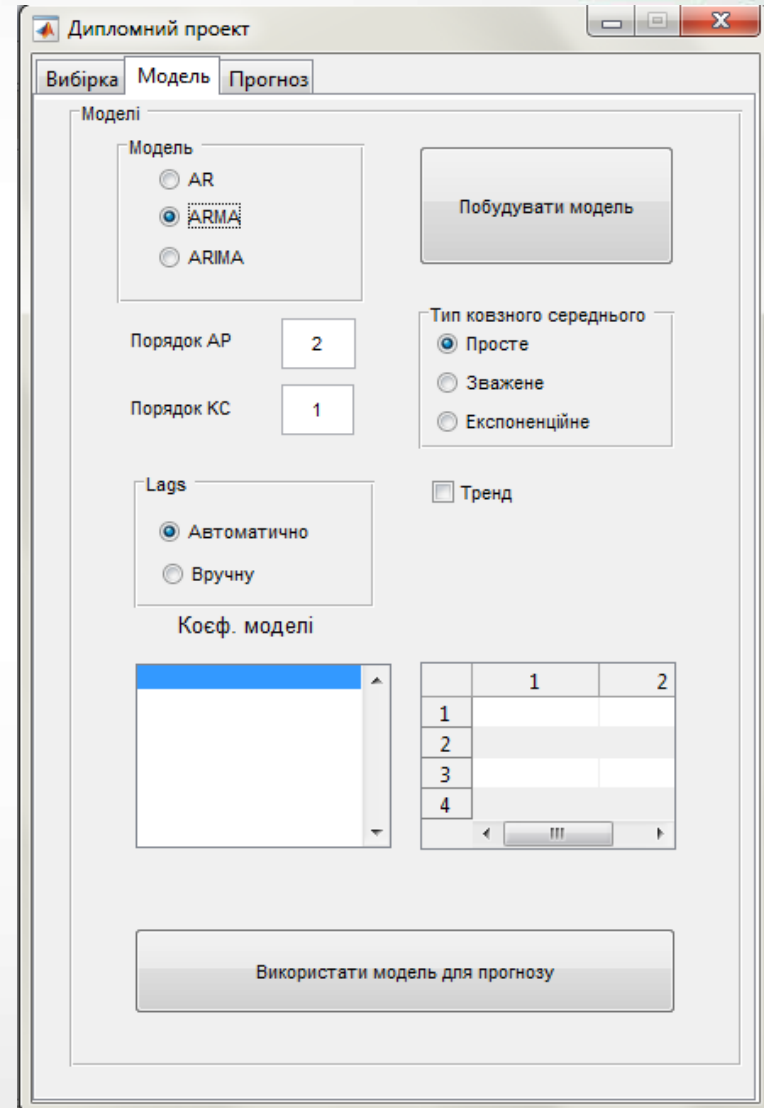 Дипломний проект
Вибірка Модель Прогноз
Моделі
Модель
AR
ARMA
ARIMA
Побудувати модель
Порядок АР 2
Порядок КС 1
Тип ковзного середнього
Просте
Зважене
Експоненційне
Lags
Автоматично
Вручну
Тренд
Коєф. моделі
1 2
1
2
3
4
Використати модель для прогнозу